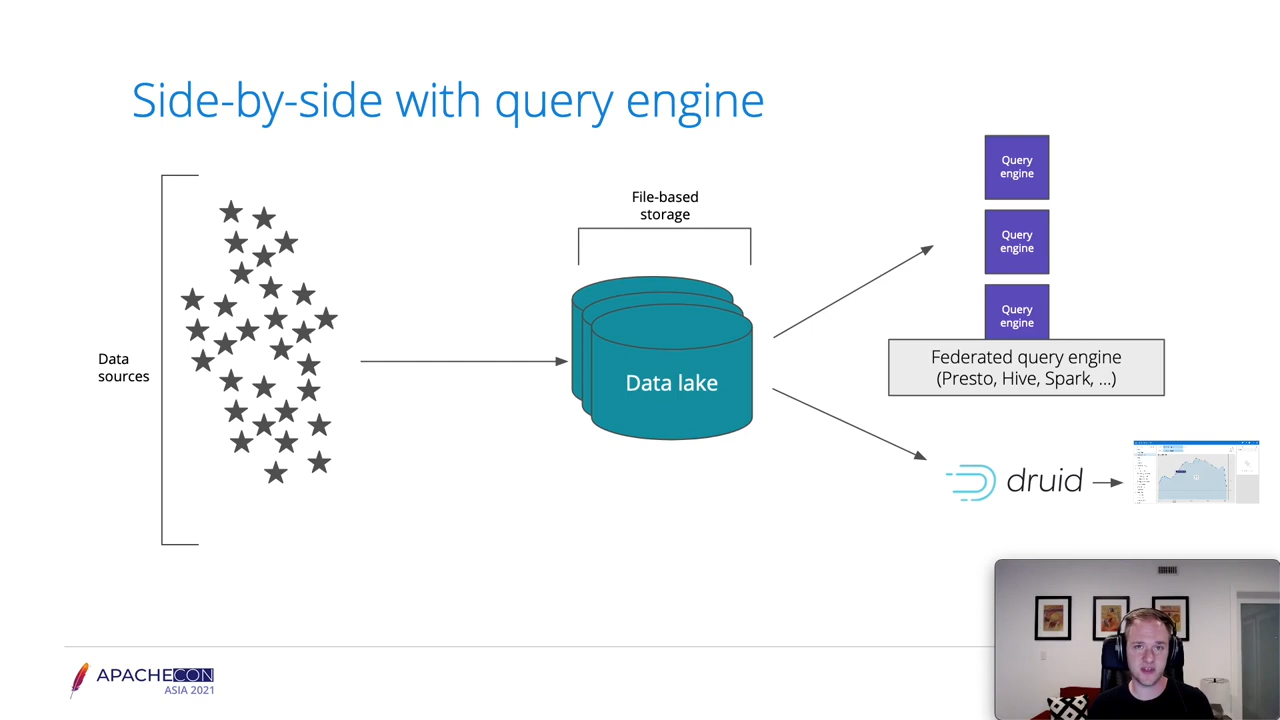 Side-by-side with query engine
Data
sources
File-based
storage
Data lake
Query
engine
Query
engine
Query
engine
Federated query engine
(Presto, Hive, Spark, ...)
druid
APACHECON
ASIA 2021